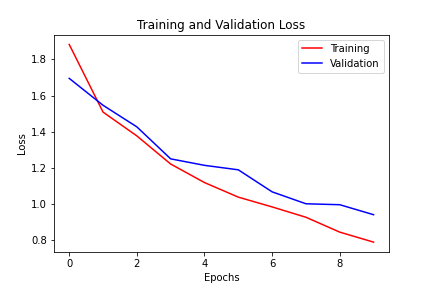 Training and Validation Loss
Training
Validation
Loss
1.8
1.6
1.4
1.2
1.0
0.8
0 2 4 6 8
Epochs